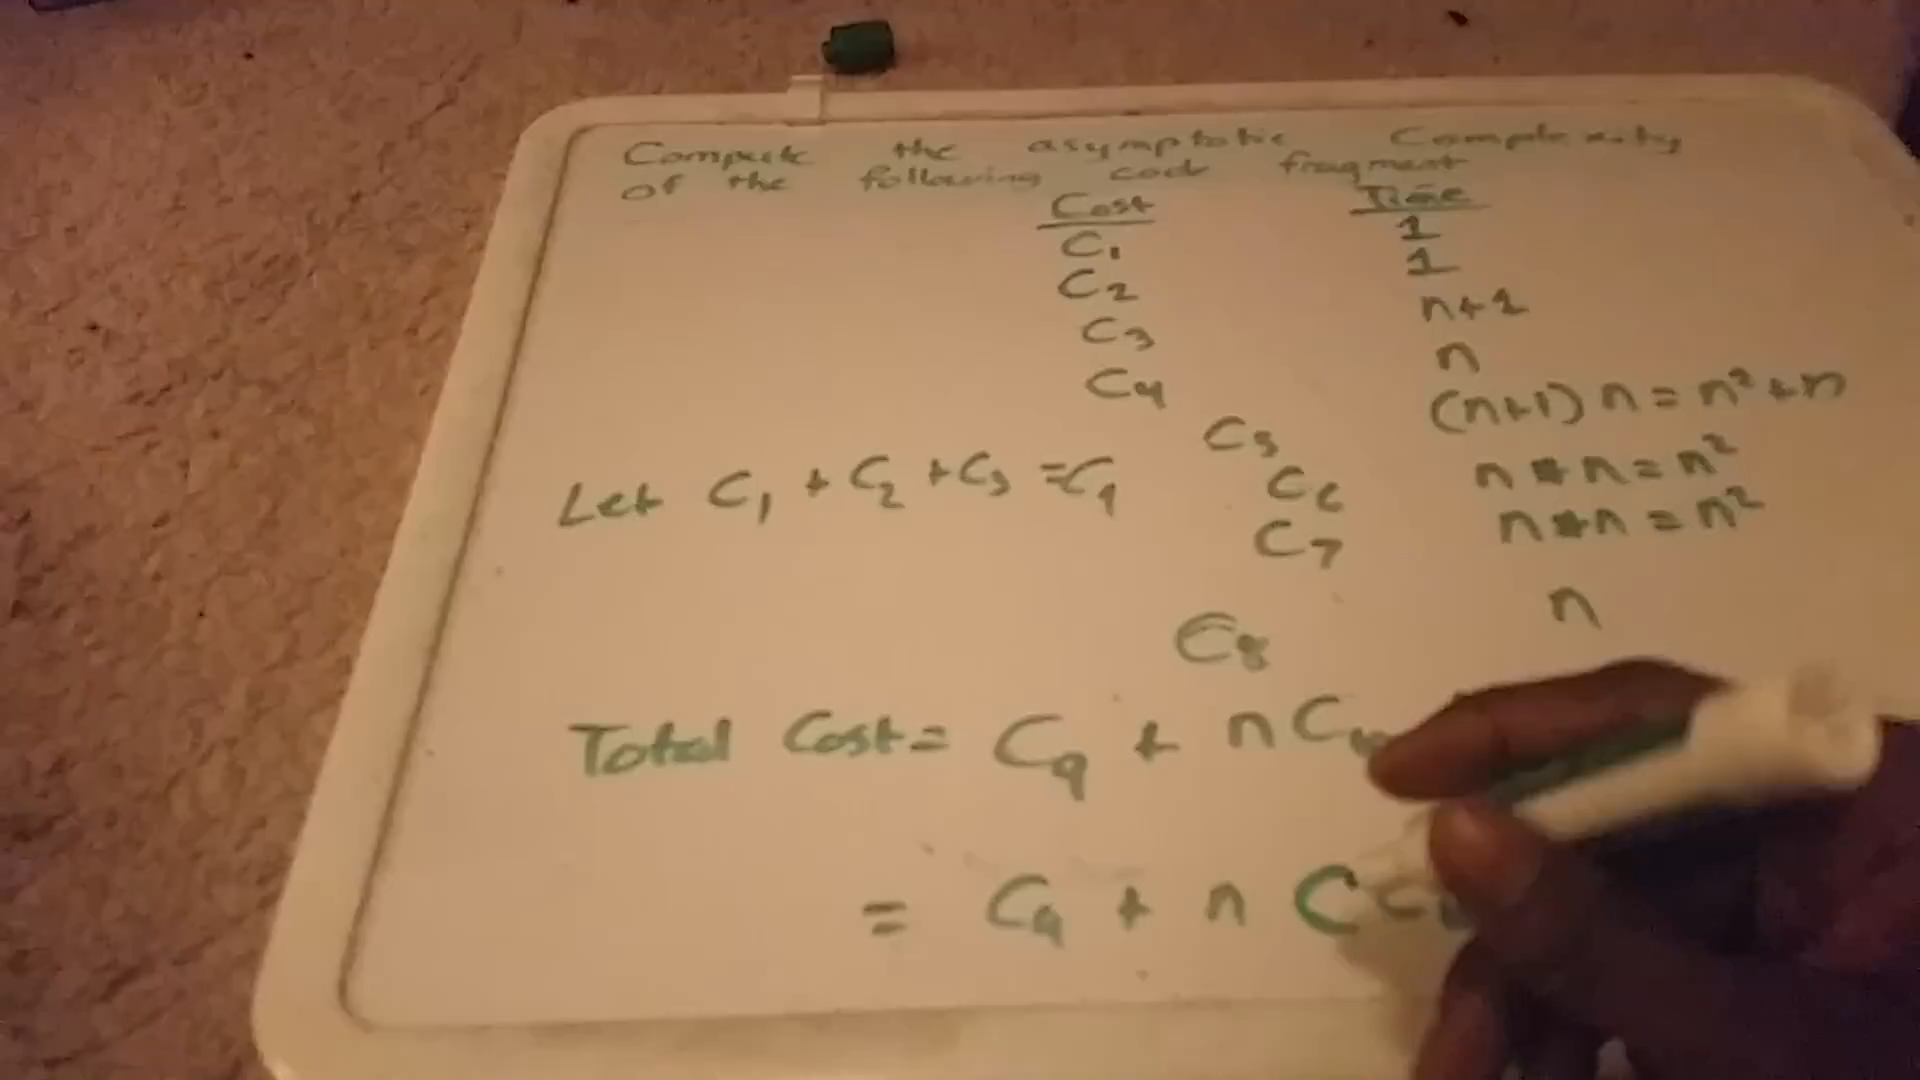 Compute the asymptotic Complexity
of the following code fragment
Cost Time
C1 1
C2 1
C3 n+1
C4 n
C5 (n+1) n = n² + n
C6 n * n = n²
C7 n * n = n²
C8 n
Let C1 + C2 + C3 = C9
Total Cost = C9 + n C10
= C9 + n C